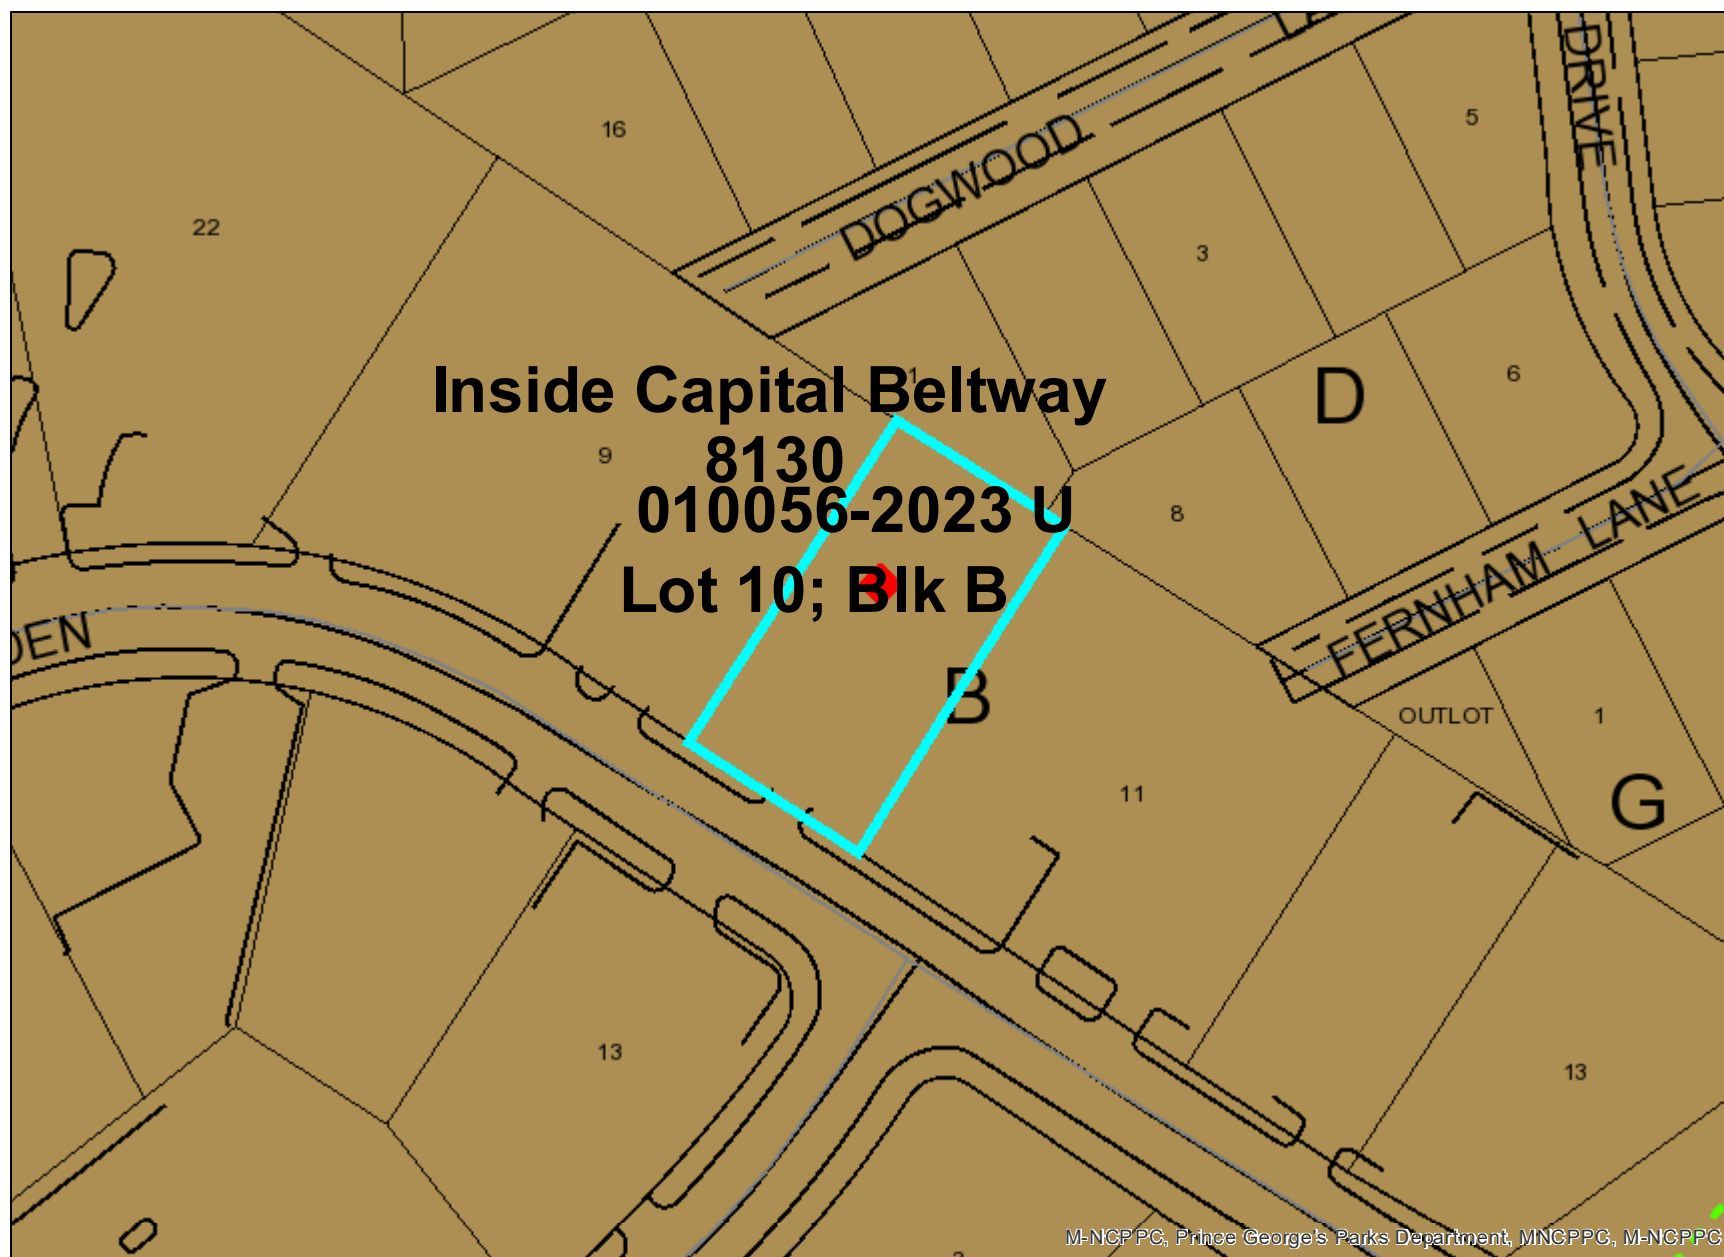 DRIVE
5
16
DOGWOOD
22
3
1
Inside Capital Beltway
D
6
9
8130
010056-2023 U
8
FERNHAM LANE
Lot 10; Blk B
DEN
B
OUTLOT
1
11
G
13
13
M-NCPPC, Prince George's Parks Department, MNCPPC, M-NCPPC